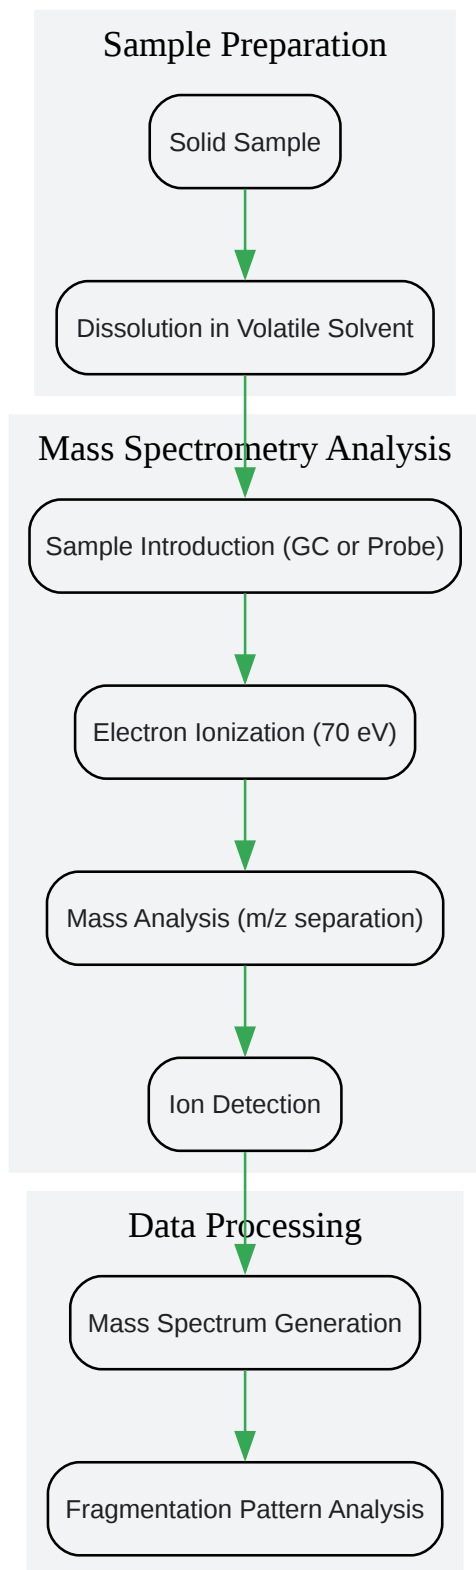 Sample Preparation
Solid Sample
Dissolution in Volatile Solvent
Mass Spectrometry Analysis
Sample Introduction (GC or Probe)
Electron Ionization (70 eV)
Mass Analysis (m/z separation)
Ion Detection
Data Processing
Mass Spectrum Generation
Fragmentation Pattern Analysis